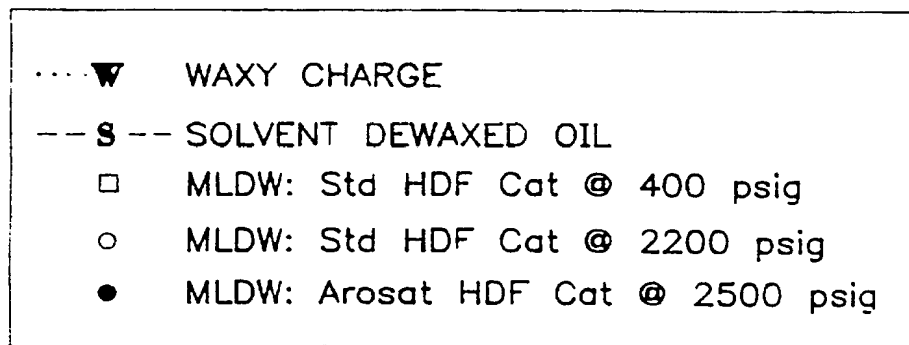 ····W WAXY CHARGE
--S-- SOLVENT DEWAXED OIL
□ MLDW: Std HDF Cat @ 400 psig
○ MLDW: Std HDF Cat @ 2200 psig
● MLDW: Arosat HDF Cat @ 2500 psig